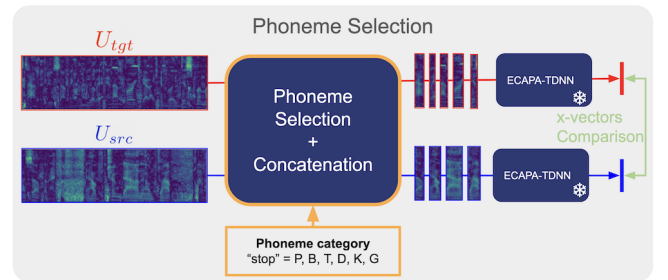 Phoneme Selection
U_tgt
U_src
Phoneme
Selection
+
Concatenation
ECAPA-TDNN
ECAPA-TDNN
x-vectors
Comparison
Phoneme category
“stop” = P, B, T, D, K, G